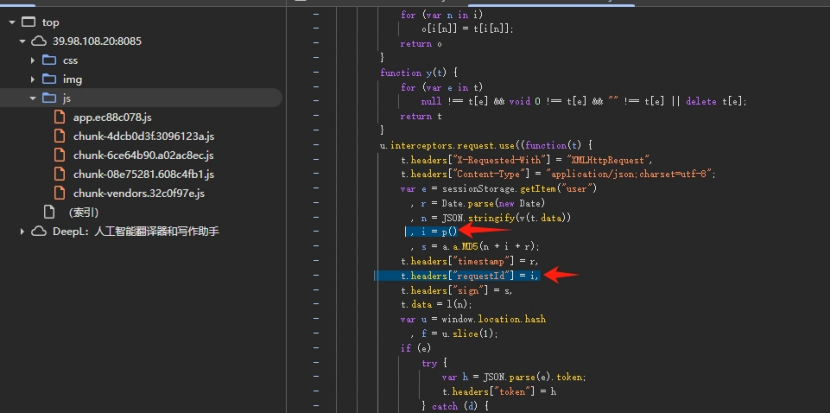 top
39.98.108.20:8085
css
img
js
app.ec88c078.js
chunk-4dcb0d3f.3096123a.js
chunk-6ce64b90.a02ac8ec.js
chunk-08e75281.608c4fb1.js
chunk-vendors.32c0f97e.js
（索引）
DeepL：人工智能翻译器和写作助手
for (var n in i)
o[i[n]] = t[i[n]];
return o
}
function y(t) {
for (var e in t)
null !== t[e] && void 0 !== t[e] && "" !== t[e] || delete t[e];
return t
}
u.interceptors.request.use((function(t) {
t.headers["X-Requested-With"] = "XMLHttpRequest",
t.headers["Content-Type"] = "application/json;charset=utf-8";
var e = sessionStorage.getItem("user")
, r = Date.parse(new Date)
, n = JSON.stringify(v(t.data))
, i = p()
, s = a.a.MD5(n + i + r);
t.headers["timestamp"] = r,
t.headers["requestId"] = i,
t.headers["sign"] = s,
t.data = l(n);
var u = window.location.hash
, f = u.slice(1);
if (e)
try {
var h = JSON.parse(e).token;
t.headers["token"] = h
} catch (d) {